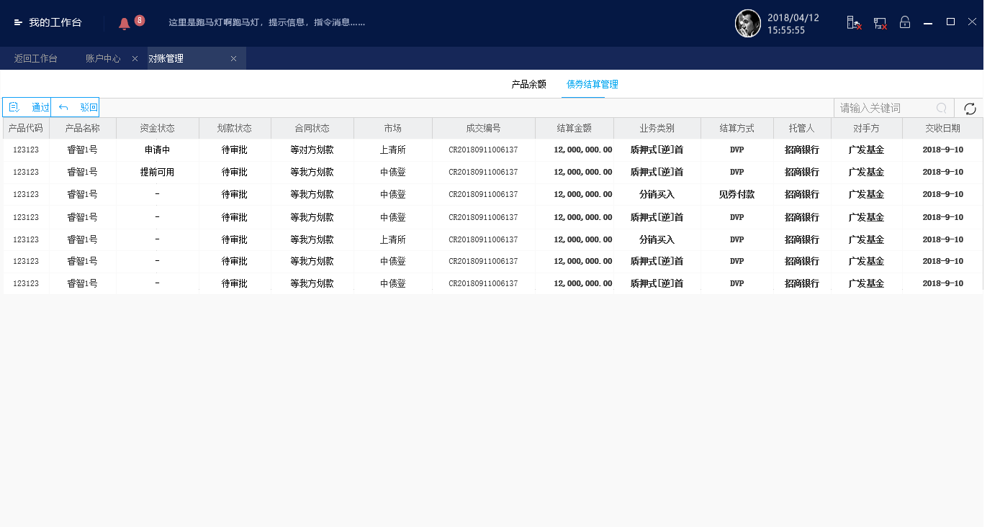 我的工作台 8 这里是跑马灯啊跑马灯，提示信息，指令消息...... 2018/04/12
15:55:55
返回工作台 账户中心 × 对账管理 ×
产品余额 债券结算管理
通过 驳回 请输入关键词
产品代码 产品名称 资金状态 划款状态 合同状态 市场 成交编号 结算金额 业务类别 结算方式 托管人 对手方 交收日期
123123 睿智1号 申请中 待审批 等对方划款 上清所 CR20180911006137 12,000,000.00 质押式[逆]首 DVP 招商银行 广发基金 2018-9-10
123123 睿智1号 提前可用 待审批 等我方划款 中债登 CR20180911006137 12,000,000.00 质押式[逆]首 DVP 招商银行 广发基金 2018-9-10
123123 睿智1号 - 待审批 等我方划款 中债登 CR20180911006137 12,000,000.00 分销买入 见券付款 招商银行 广发基金 2018-9-10
123123 睿智1号 - 待审批 等我方划款 中债登 CR20180911006137 12,000,000.00 质押式[逆]首 DVP 招商银行 广发基金 2018-9-10
123123 睿智1号 - 待审批 等我方划款 上清所 CR20180911006137 12,000,000.00 分销买入 DVP 招商银行 广发基金 2018-9-10
123123 睿智1号 - 待审批 等我方划款 中债登 CR20180911006137 12,000,000.00 质押式[逆]首 DVP 招商银行 广发基金 2018-9-10
123123 睿智1号 - 待审批 等我方划款 中债登 CR20180911006137 12,000,000.00 质押式[逆]首 DVP 招商银行 广发基金 2018-9-10